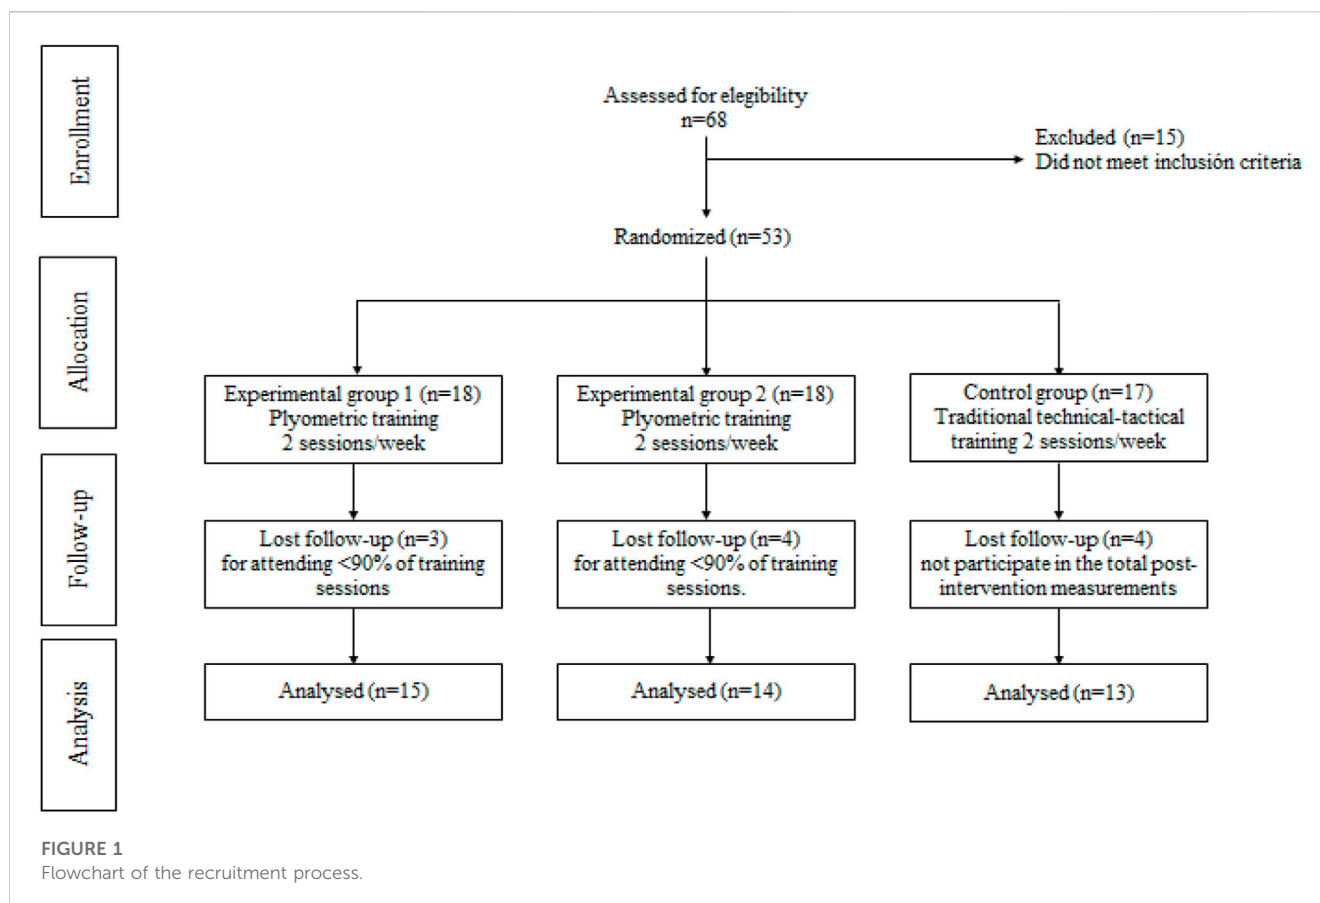 Enrollment
Assessed for elegibility
n=68
Excluded (n=15)
Did not meet inclusión criteria
Randomized (n=53)
Allocation
Experimental group 1 (n=18)
Plyometric training
2 sessions/week
Experimental group 2 (n=18)
Plyometric training
2 sessions/week
Control group (n=17)
Traditional technical-tactical
training 2 sessions/week
Follow-up
Lost follow-up (n=3)
for attending <90% of training
sessions
Lost follow-up (n=4)
for attending <90% of training
sessions.
Lost follow-up (n=4)
not participate in the total post-
intervention measurements
Analysis
Analysed (n=15)
Analysed (n=14)
Analysed (n=13)
FIGURE 1
Flowchart of the recruitment process.